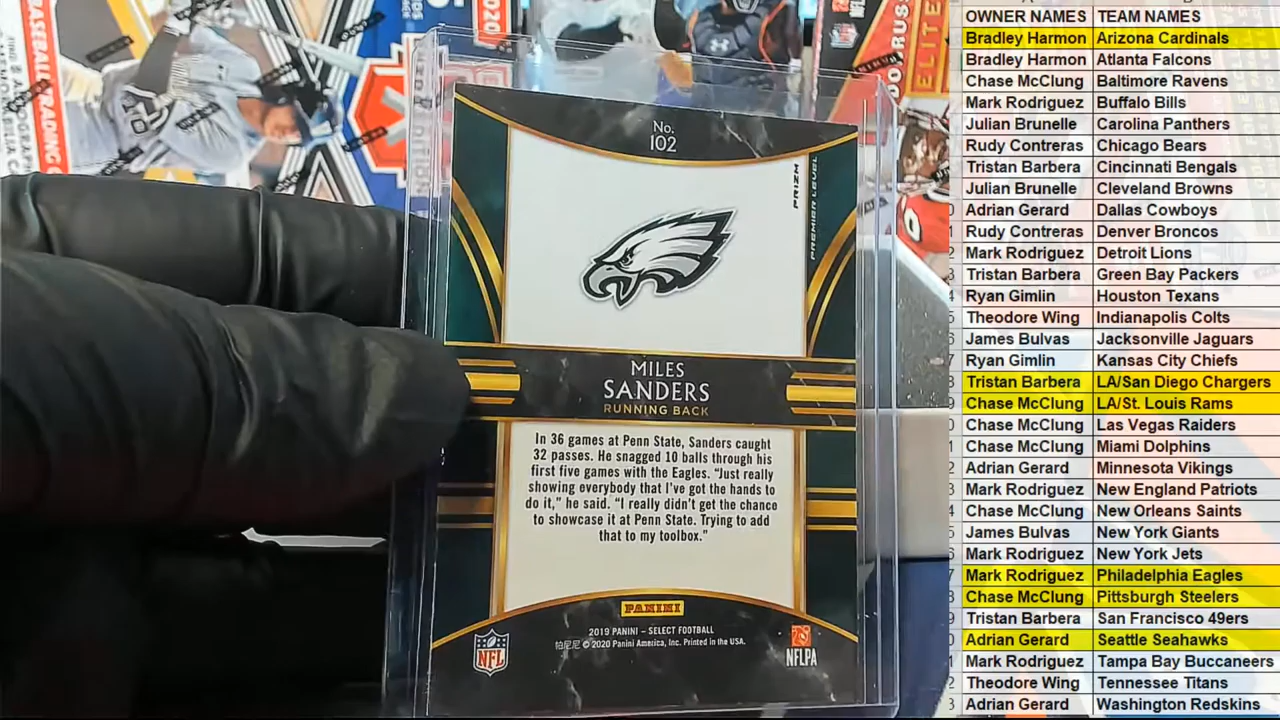 No.
102
PRIZM
PREMIER LEVEL
MILES
SANDERS
RUNNING BACK
In 36 games at Penn State, Sanders caught
32 passes. He snagged 10 balls through his
first five games with the Eagles. “Just really
showing everybody that I've got the hands to
do it,” he said. “I really didn't get the chance
to showcase it at Penn State. Trying to add
that to my toolbox.”
PANINI
2019 PANINI – SELECT FOOTBALL
帕尼尼 © 2020 Panini America, Inc. Printed in the USA.
NFL
NFLPA
2020
ELITE
OWNER NAMES TEAM NAMES
Bradley Harmon Arizona Cardinals
Bradley Harmon Atlanta Falcons
Chase McClung Baltimore Ravens
Mark Rodriguez Buffalo Bills
Julian Brunelle Carolina Panthers
Rudy Contreras Chicago Bears
Tristan Barbera Cincinnati Bengals
Julian Brunelle Cleveland Browns
Adrian Gerard Dallas Cowboys
Rudy Contreras Denver Broncos
Mark Rodriguez Detroit Lions
Tristan Barbera Green Bay Packers
Ryan Gimlin Houston Texans
Theodore Wing Indianapolis Colts
James Bulvas Jacksonville Jaguars
Ryan Gimlin Kansas City Chiefs
Tristan Barbera LA/San Diego Chargers
Chase McClung LA/St. Louis Rams
Chase McClung Las Vegas Raiders
Chase McClung Miami Dolphins
Adrian Gerard Minnesota Vikings
Mark Rodriguez New England Patriots
Chase McClung New Orleans Saints
James Bulvas New York Giants
Mark Rodriguez New York Jets
Mark Rodriguez Philadelphia Eagles
Chase McClung Pittsburgh Steelers
Tristan Barbera San Francisco 49ers
Adrian Gerard Seattle Seahawks
Mark Rodriguez Tampa Bay Buccaneers
Theodore Wing Tennessee Titans
Adrian Gerard Washington Redskins